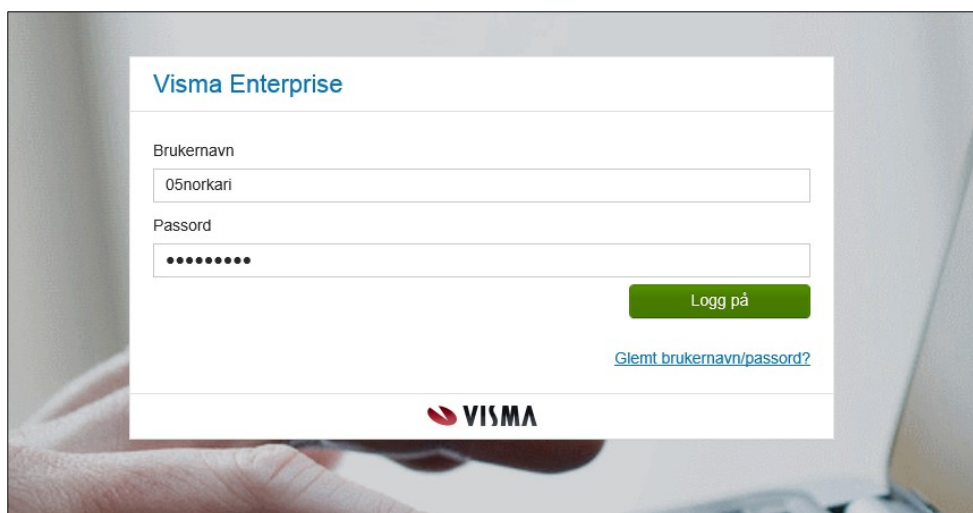 Visma Enterprise
Brukernavn
05norkari
Passord
•••••••••
Logg på
Glemt brukernavn/passord?
VISMA